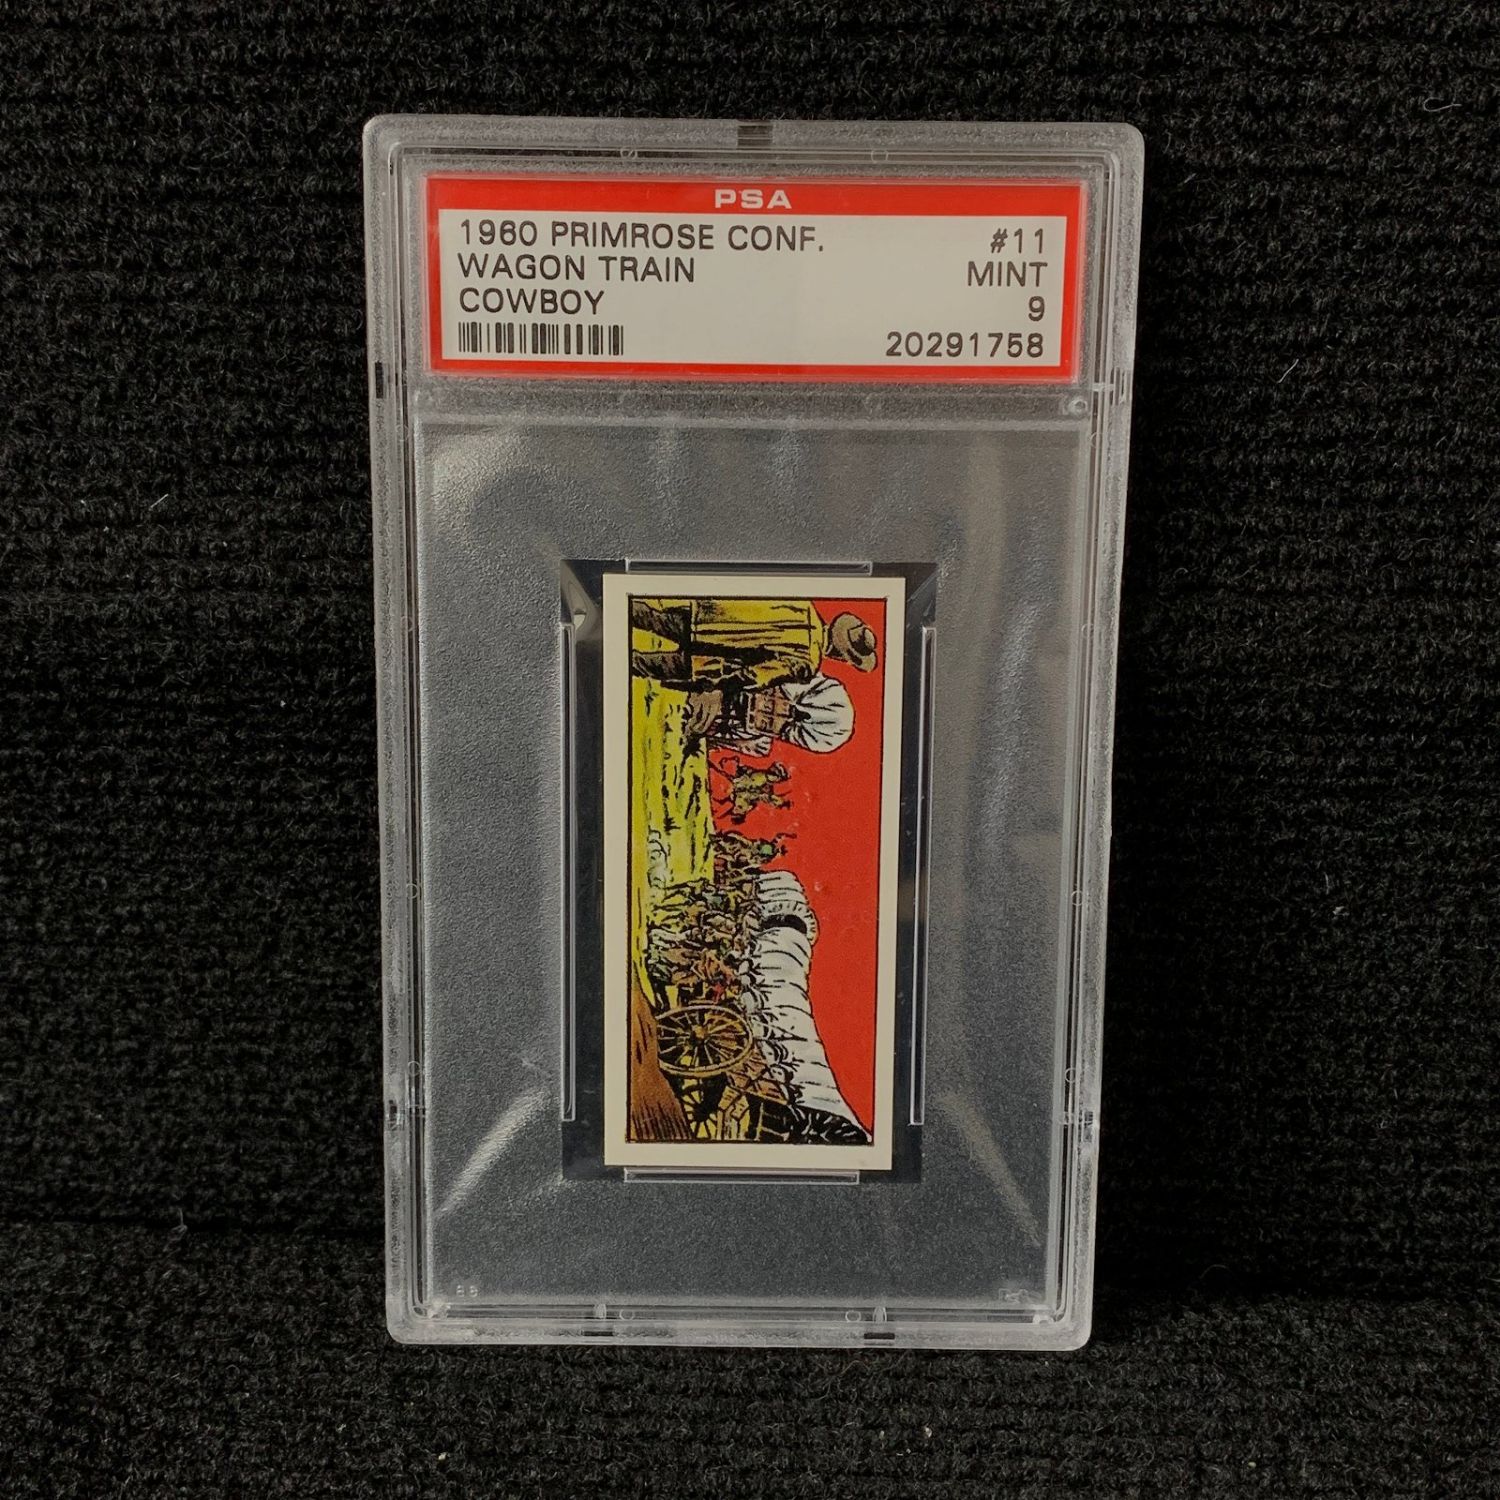 PSA
1960 PRIMROSE CONF. #11
WAGON TRAIN MINT
COWBOY 9
20291758